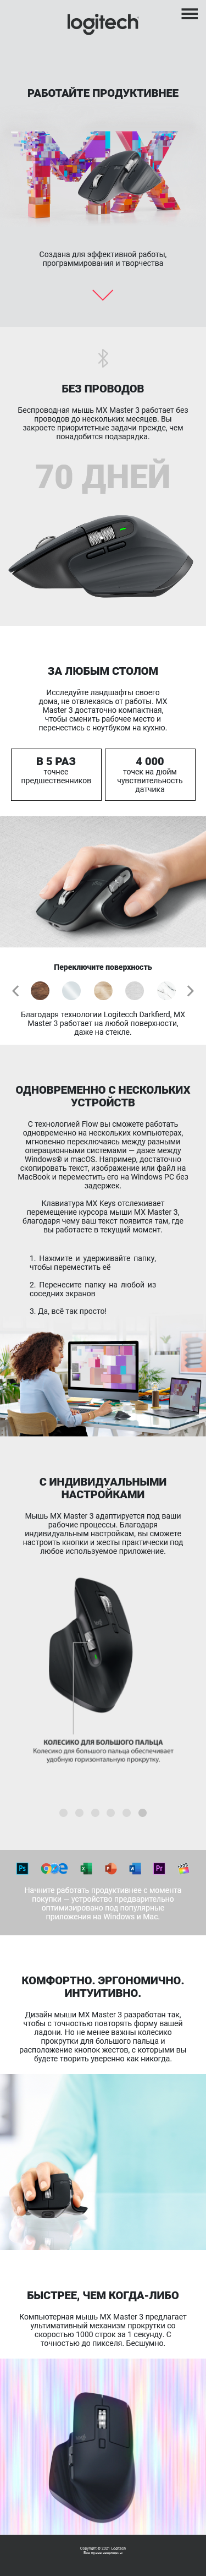 logitech
РАБОТАЙТЕ ПРОДУКТИВНЕЕ
MX
Создана для эффективной работы,
программирования и творчества
БЕЗ ПРОВОДОВ
Беспроводная мышь MX Master 3 работает без
проводов до нескольких месяцев. Вы
закроете приоритетные задачи прежде, чем
понадобится подзарядка.
70 ДНЕЙ
ЗА ЛЮБЫМ СТОЛОМ
Исследуйте ландшафты своего
дома, не отвлекаясь от работы. MX
Master 3 достаточно компактная,
чтобы сменить рабочее место и
перенестись с ноутбуком на кухню.
В 5 РАЗ
точнее
предшественников
4 000
точек на дюйм
чувствительность
датчика
Переключите поверхность
Благодаря технологии Logitecch Darkfierd, MX
Master 3 работает на любой поверхности,
даже на стекле.
ОДНОВРЕМЕННО С НЕСКОЛЬКИХ
УСТРОЙСТВ
С технологией Flow вы сможете работать
одновременно на нескольких компьютерах,
мгновенно переключаясь между разными
операционными системами — даже между
Windows® и macOS. Например, достаточно
скопировать текст, изображение или файл на
MacBook и переместить его на Windows PC без
задержек.
Клавиатура MX Keys отслеживает
перемещение курсора мыши MX Master 3,
благодаря чему ваш текст появится там, где
вы работаете в текущий момент.
1. Нажмите и удерживайте папку,
чтобы переместить её
2. Перенесите папку на любой из
соседних экранов
3. Да, всё так просто!
С ИНДИВИДУАЛЬНЫМИ
НАСТРОЙКАМИ
Мышь MX Master 3 адаптируется под ваши
рабочие процессы. Благодаря
индивидуальным настройкам, вы сможете
настроить кнопки и жесты практически под
любое используемое приложение.
КОЛЕСИКО ДЛЯ БОЛЬШОГО ПАЛЬЦА
Колесико для большого пальца обеспечивает
удобную горизонтальную прокрутку.
Ps
X
P
W
Pr
Начните работать продуктивнее с момента
покупки — устройство предварительно
оптимизировано под популярные
приложения на Windows и Mac.
КОМФОРТНО. ЭРГОНОМИЧНО.
ИНТУИТИВНО.
Дизайн мыши MX Master 3 разработан так,
чтобы с точностью повторять форму вашей
ладони. Но не менее важны колесико
прокрутки для большого пальца и
расположение кнопок жестов, с которыми вы
будете творить уверенно как никогда.
БЫСТРЕЕ, ЧЕМ КОГДА-ЛИБО
Компьютерная мышь MX Master 3 предлагает
ультимативный механизм прокрутки со
скоростью 1000 строк за 1 секунду. С
точностью до пикселя. Бесшумно.
Copyright © 2021 Logitech
Все права защищены